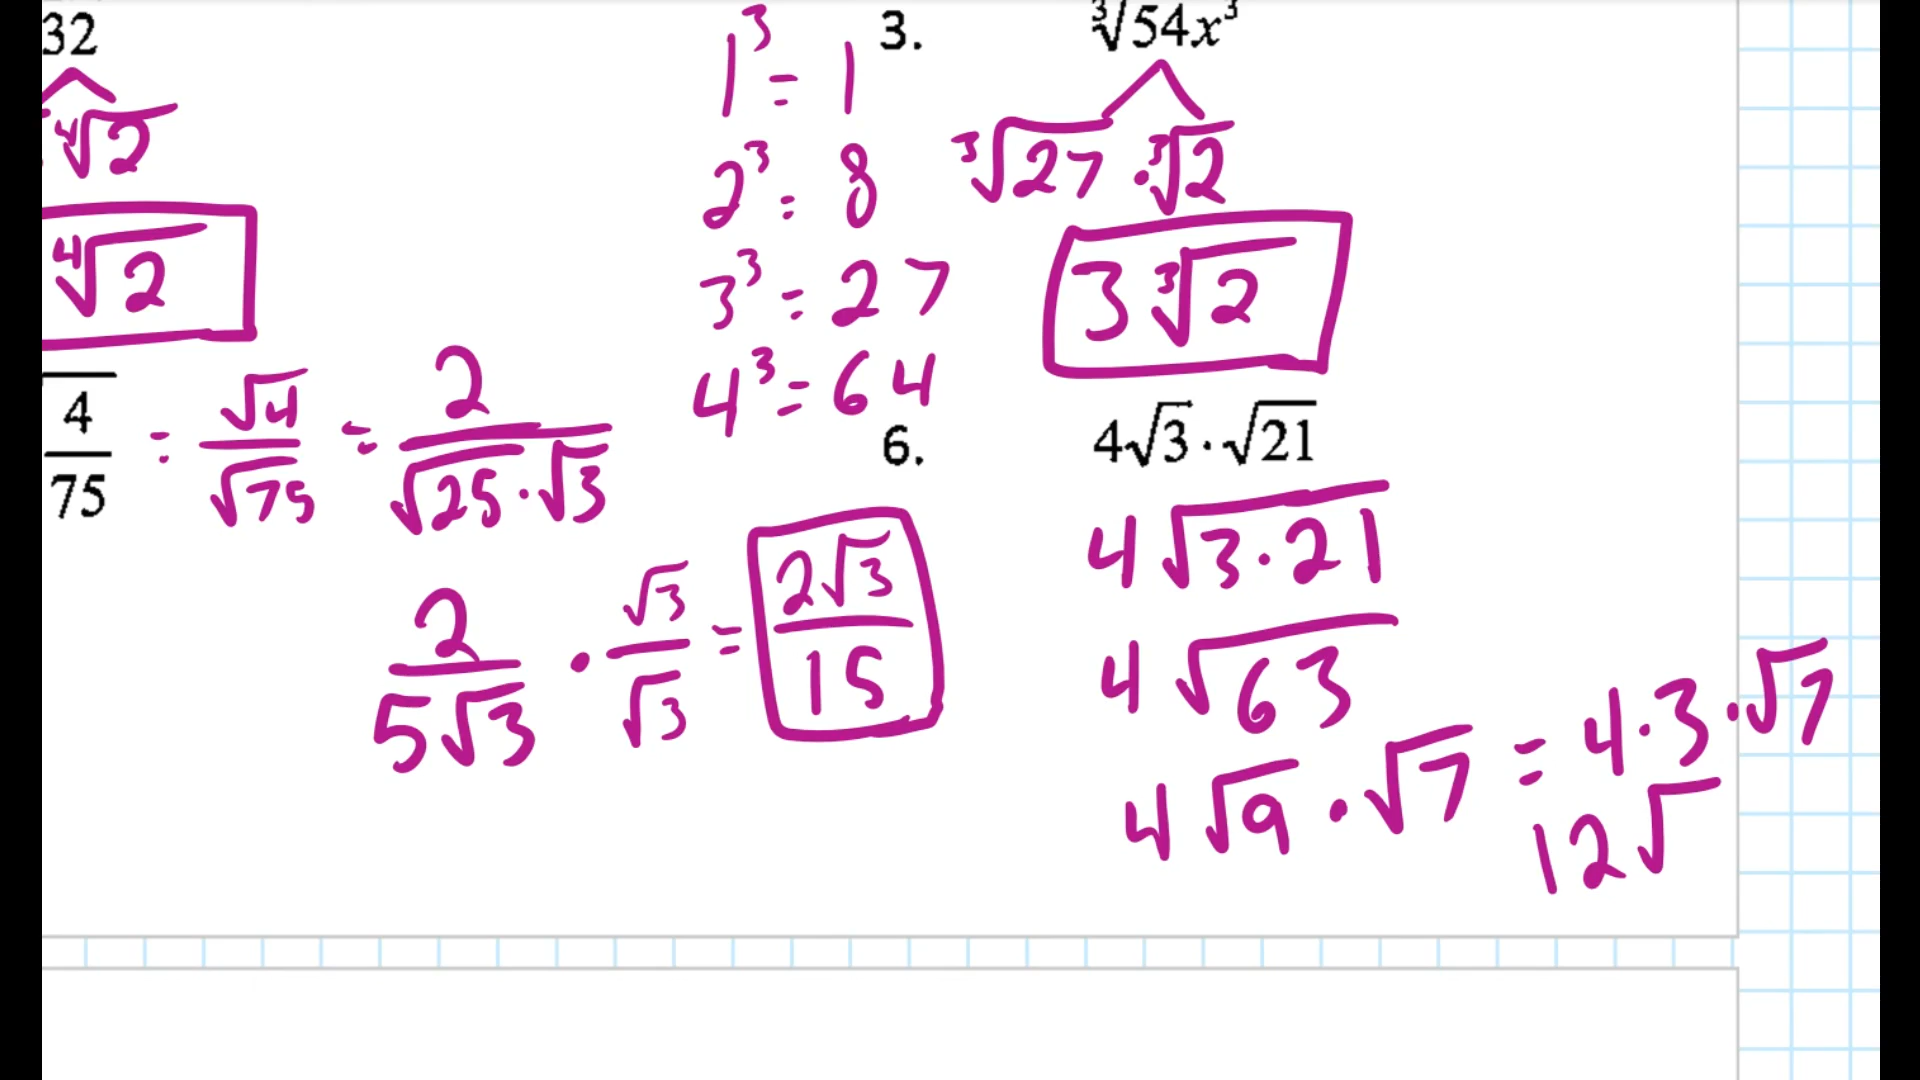 32
∜2
∜2
4/75 = √4/√75 = 2/(√25 · √3)
2/(5√3) · √3/√3 = 2√3/15
1³ = 1
2³ = 8
3³ = 27
4³ = 64
3. ∛54x³
∛27 · ∛2
3∛2
6. 4√3 · √21
4√3·21
4√63
4√9 · √7 = 4·3·√7
12√